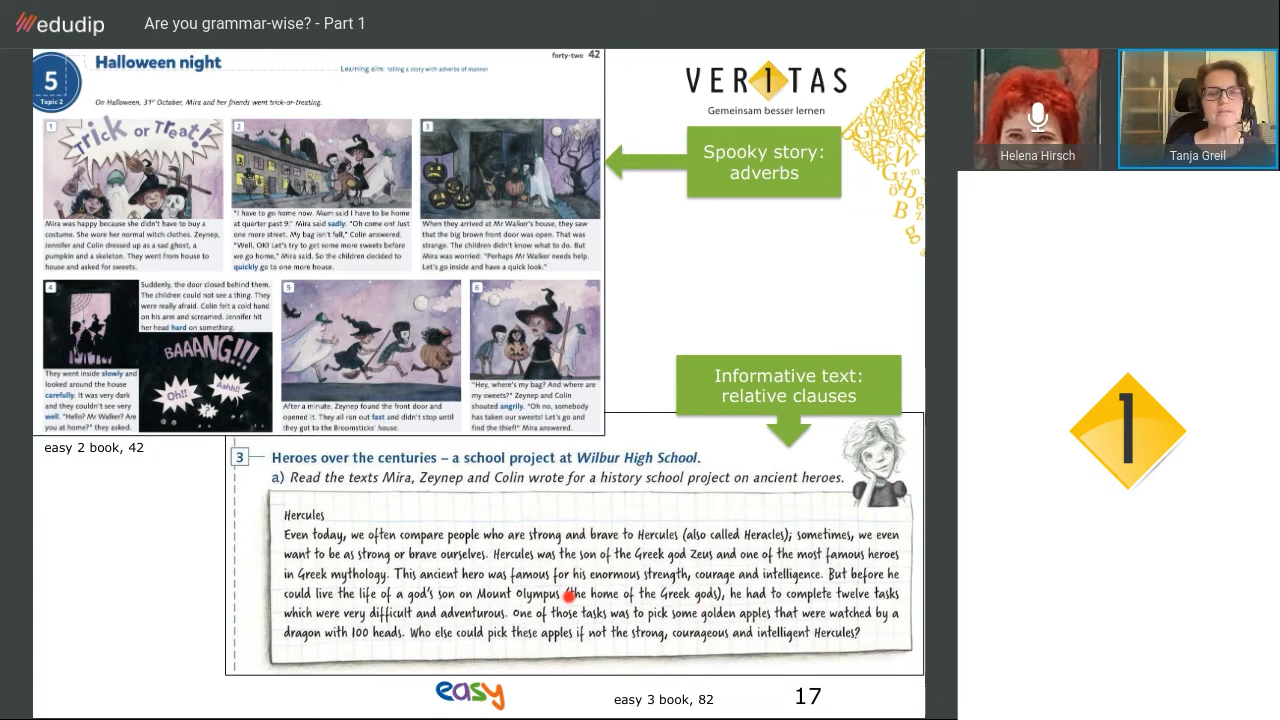 edudip
Are you grammar-wise? - Part 1
5
Topic 2
Halloween night
Learning aim: telling a story with adverbs of manner
forty-two 42
On Halloween, 31st October, Mira and her friends went trick-or-treating.
1
Trick or Treat!
Mira was happy because she didn't have to buy a
costume. She wore her normal witch clothes. Zeynep,
Jennifer and Colin dressed up as a sad ghost, a
pumpkin and a skeleton. They went from house to
house and asked for sweets.
2
"I have to go home now. Mum said I have to be home
at quarter past 9," Mira said sadly. "Oh come on! Just
one more street. My bag isn't full," Colin answered.
"Well, OK! Let's try to get some more sweets before
we go home," Mira said. So the children decided to
quickly go to one more house.
3
When they arrived at Mr Walker's house, they saw
that the big brown front door was open. That was
strange. The children didn't know what to do. But
Mira was worried: "Perhaps Mr Walker needs help.
Let's go inside and have a quick look."
4
Suddenly, the door closed behind them.
The children could not see a thing. They
were really afraid. Colin felt a cold hand
on his arm and screamed. Jennifer hit
her head hard on something.
They went inside slowly and
looked around the house
carefully. It was very dark
and they couldn't see very
well. "Hello? Mr Walker? Are
you at home?" they asked.
BAAANG!!!
Oh!!
Aahh!!
5
After a minute, Zeynep found the front door and
opened it. They all ran out fast and didn't stop until
they got to the Broomsticks' house.
6
"Hey, where's my bag? And where are
my sweets?" Zeynep and Colin
shouted angrily. "Oh no, somebody
has taken our sweets! Let's go and
find the thief!" Mira answered.
easy 2 book, 42
VERITAS
Gemeinsam besser lernen
Spooky story:
adverbs
Informative text:
relative clauses
3
Heroes over the centuries – a school project at Wilbur High School.
a) Read the texts Mira, Zeynep and Colin wrote for a history school project on ancient heroes.
Hercules
Even today, we often compare people who are strong and brave to Hercules (also called Heracles); sometimes, we even
want to be as strong or brave ourselves. Hercules was the son of the Greek god Zeus and one of the most famous heroes
in Greek mythology. This ancient hero was famous for his enormous strength, courage and intelligence. But before he
could live the life of a god's son on Mount Olympus (the home of the Greek gods), he had to complete twelve tasks
which were very difficult and adventurous. One of those tasks was to pick some golden apples that were watched by a
dragon with 100 heads. Who else could pick these apples if not the strong, courageous and intelligent Hercules?
easy
easy 3 book, 82
17
Helena Hirsch
Tanja Greil
1